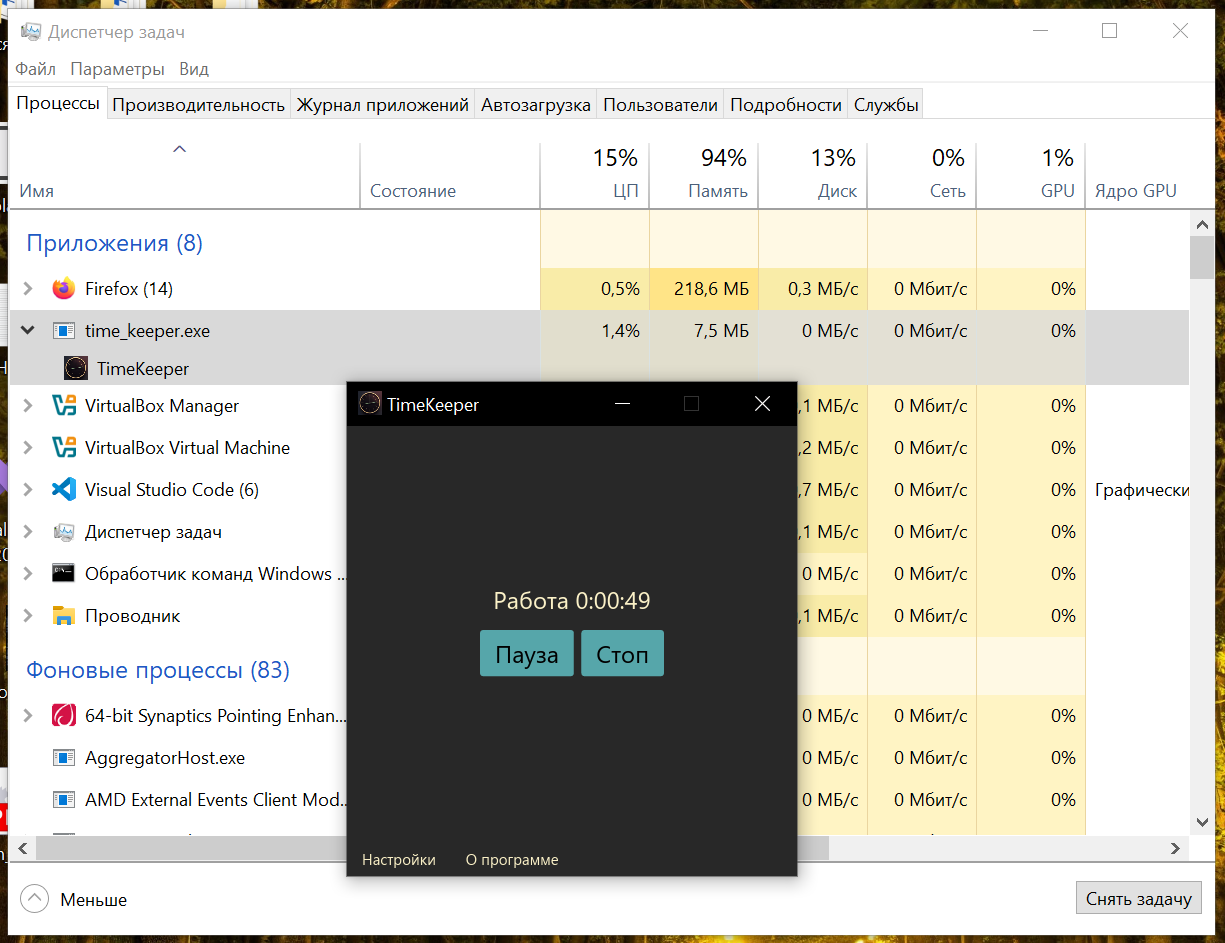 Диспетчер задач
Файл Параметры Вид
Процессы Производительность Журнал приложений Автозагрузка Пользователи Подробности Службы
15% 94% 13% 0% 1%
Имя Состояние ЦП Память Диск Сеть GPU Ядро GPU
Приложения (8)
Firefox (14) 0,5% 218,6 МБ 0,3 МБ/с 0 Мбит/с 0%
time_keeper.exe 1,4% 7,5 МБ 0 МБ/с 0 Мбит/с 0%
TimeKeeper
VirtualBox Manager ,1 МБ/с 0 Мбит/с 0%
VirtualBox Virtual Machine ,2 МБ/с 0 Мбит/с 0%
Visual Studio Code (6) ,7 МБ/с 0 Мбит/с 0% Графически
Диспетчер задач ,1 МБ/с 0 Мбит/с 0%
Обработчик команд Windows ... 0 МБ/с 0 Мбит/с 0%
Проводник ,1 МБ/с 0 Мбит/с 0%
Фоновые процессы (83)
64-bit Synaptics Pointing Enhan... 0 МБ/с 0 Мбит/с 0%
AggregatorHost.exe 0 МБ/с 0 Мбит/с 0%
AMD External Events Client Mod... 0 МБ/с 0 Мбит/с 0%
Меньше Снять задачу
TimeKeeper
Работа 0:00:49
Пауза Стоп
Настройки О программе